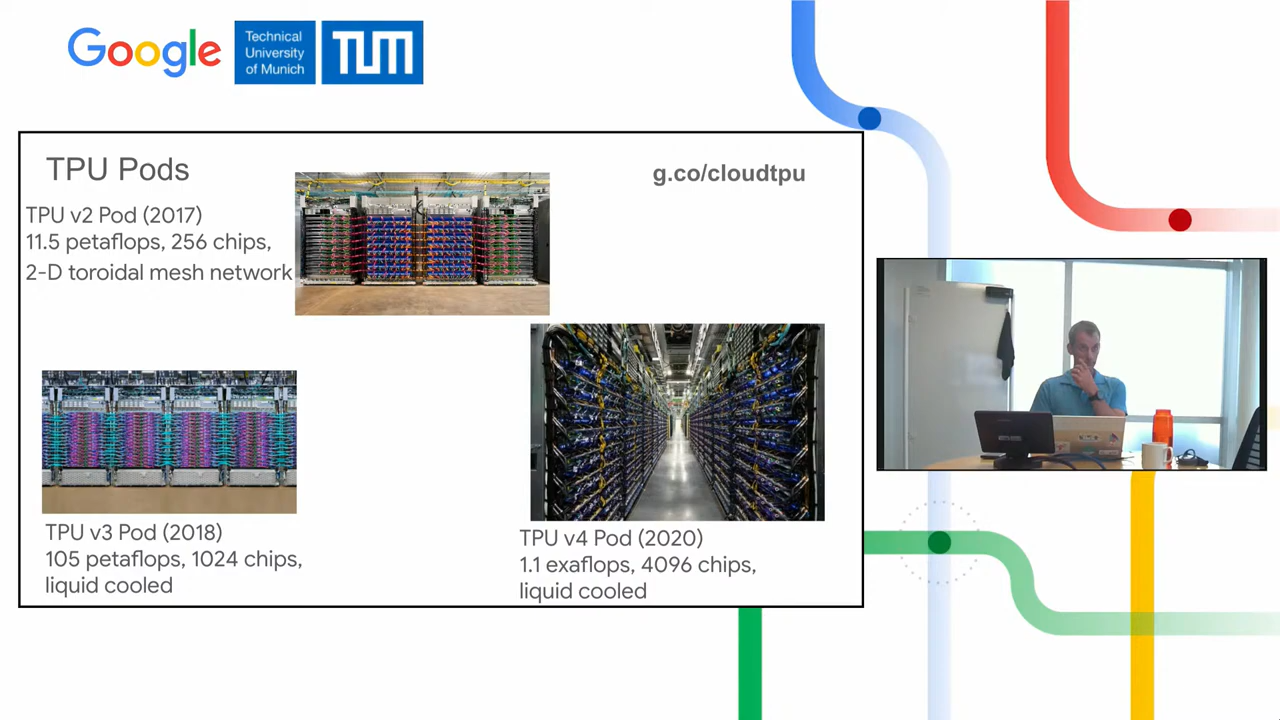 Google
Technical
University
of Munich
TUM
TPU Pods
g.co/cloudtpu
TPU v2 Pod (2017)
11.5 petaflops, 256 chips,
2-D toroidal mesh network
TPU v3 Pod (2018)
105 petaflops, 1024 chips,
liquid cooled
TPU v4 Pod (2020)
1.1 exaflops, 4096 chips,
liquid cooled